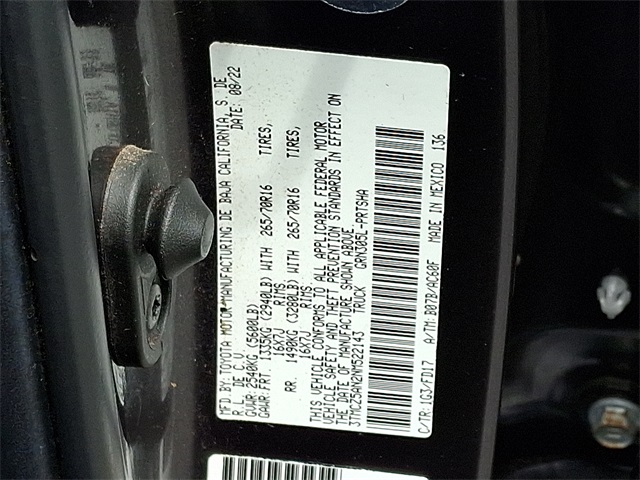 MFD.BY:TOYOTA MOTOR MANUFACTURING DE BAJA CALIFORNIA, S. DE
R. L. DE C.V. DATE: 08/22
GVWR: 2540KG(5600LB)
GAWR:FRT. 1335KG (2940LB) WITH 265/70R16 TIRES,
16X7J RIMS
RR. 1490KG (3280LB) WITH 265/70R16 TIRES,
16X7J RIMS
THIS VEHICLE CONFORMS TO ALL APPLICABLE FEDERAL MOTOR
VEHICLE SAFETY AND THEFT PREVENTION STANDARDS IN EFFECT ON
THE DATE OF MANUFACTURE SHOWN ABOVE.
3TMCZ5AN2NM522143 TRUCK GRN305L-PRTSHA
C/TR:1G3/FD17 A/TM:B07B/AC60F MADE IN MEXICO 136